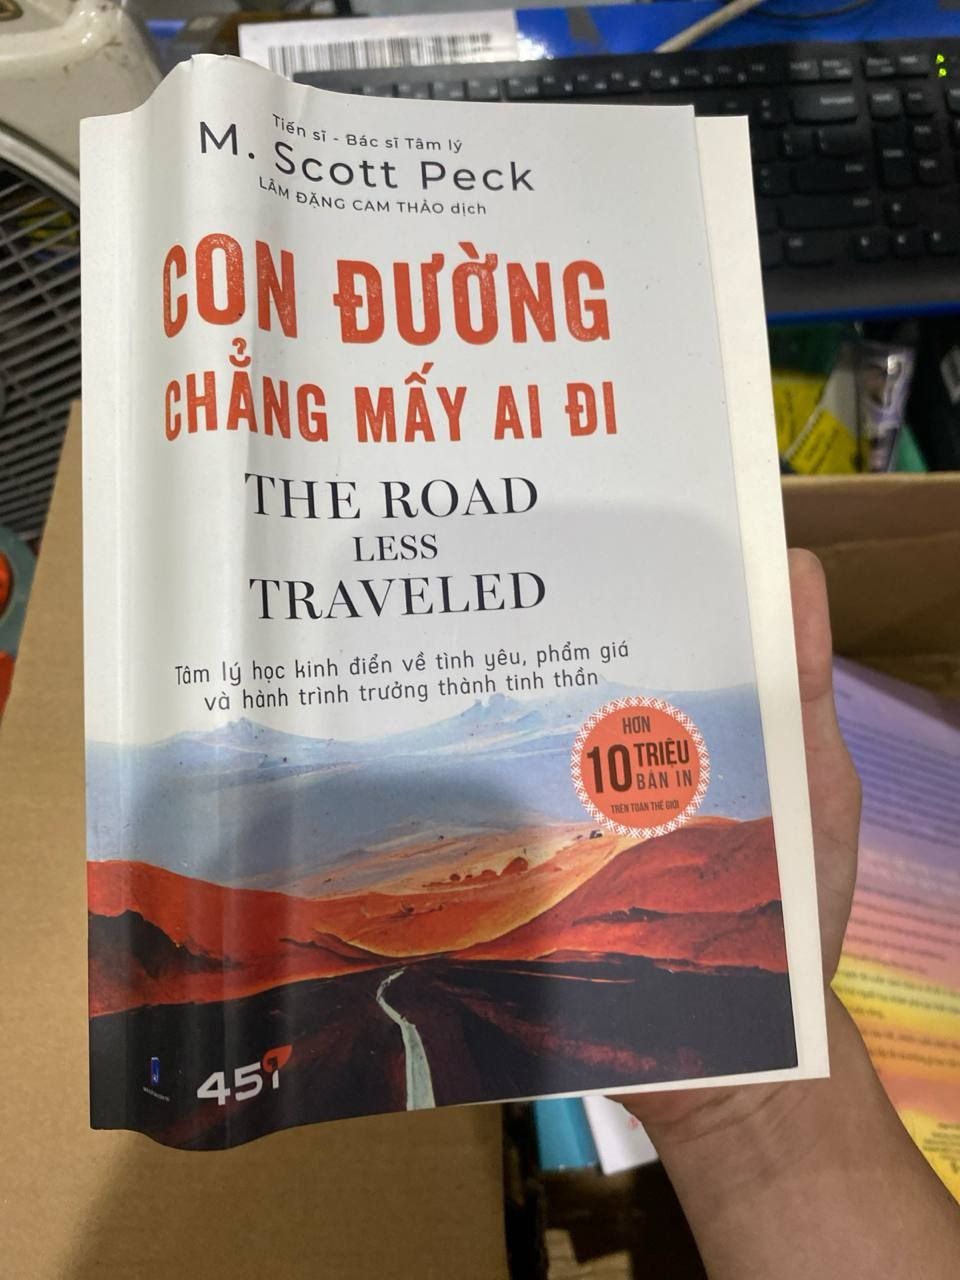 Tiến sĩ - Bác sĩ Tâm lý
M. Scott Peck
LÂM ĐẶNG CAM THẢO dịch
CON ĐƯỜNG
CHẲNG MẤY AI ĐI
THE ROAD
LESS
TRAVELED
Tâm lý học kinh điển về tình yêu, phẩm giá
và hành trình trưởng thành tinh thần
HƠN
10 TRIỆU
BẢN IN
TRÊN TOÀN THẾ GIỚI
451